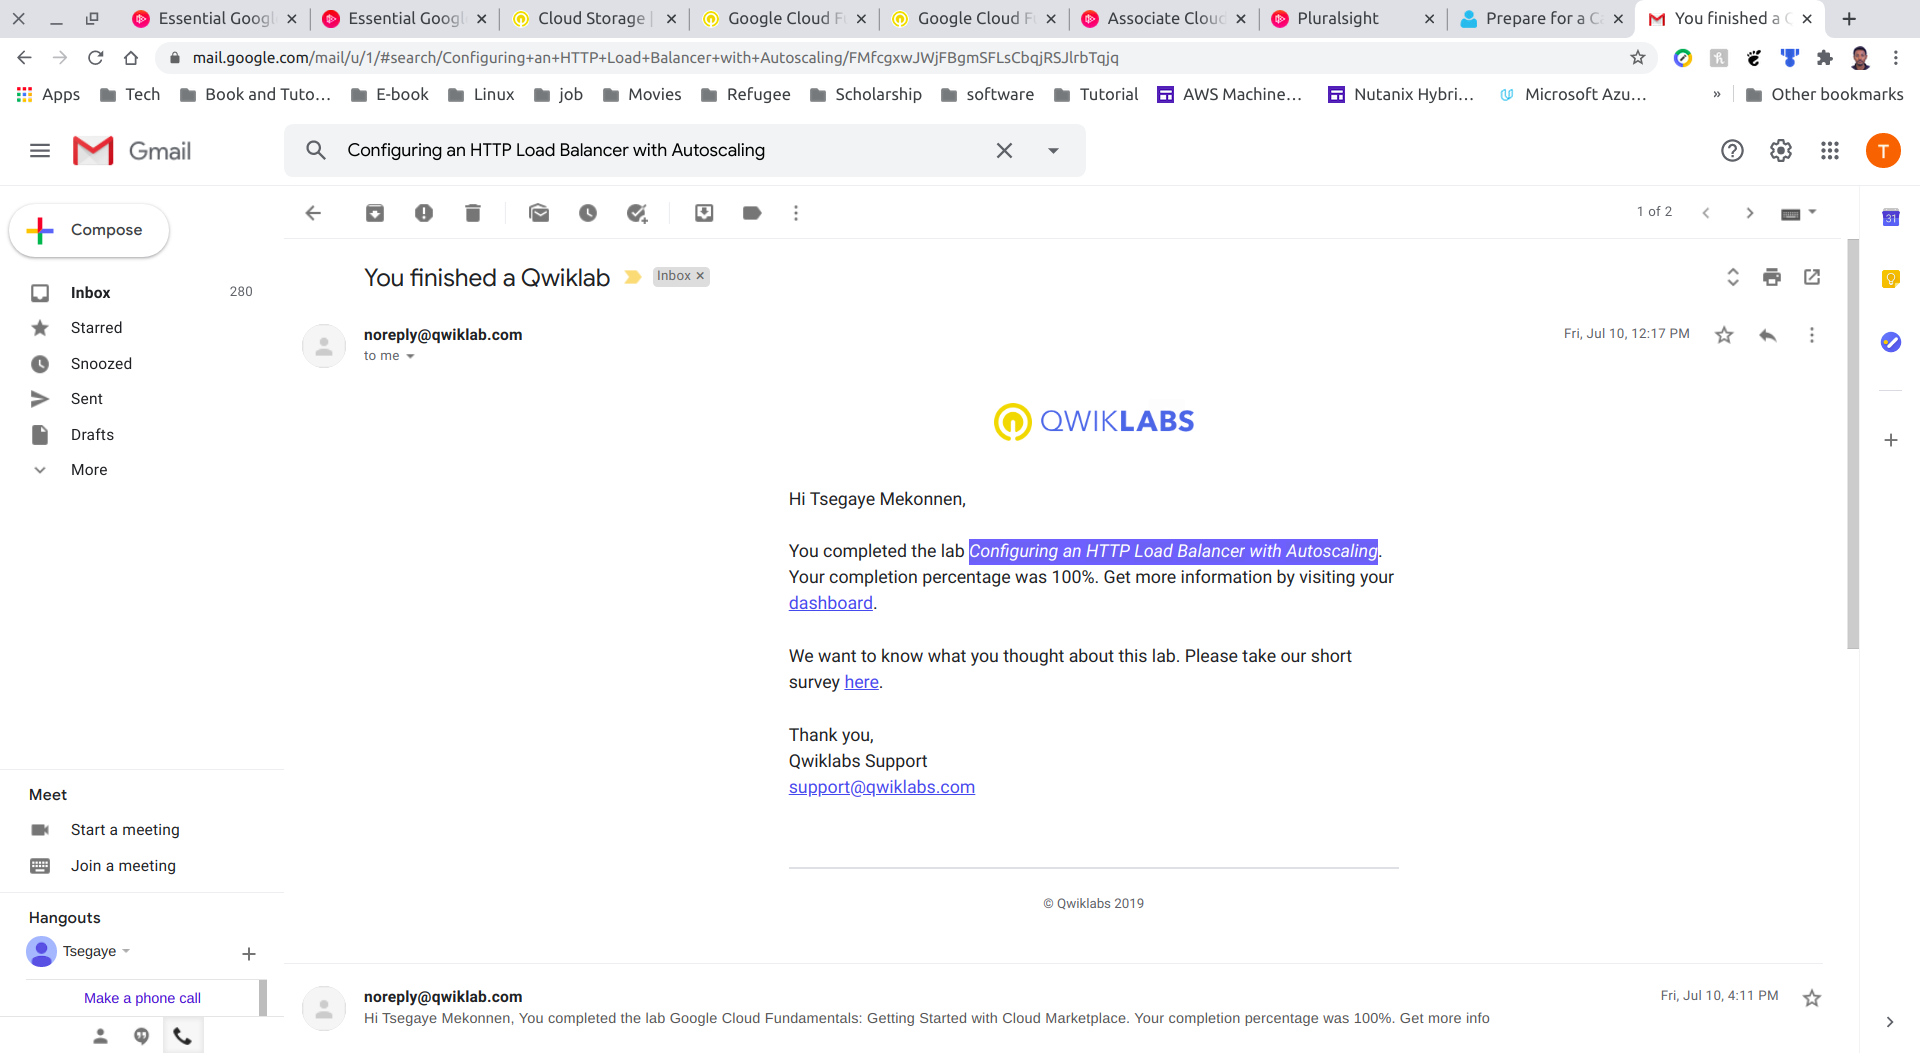 Essential Googl
Essential Googl
Cloud Storage |
Google Cloud F
Google Cloud F
Associate Cloud
Pluralsight
Prepare for a C
You finished a Q
mail.google.com/mail/u/1/#search/Configuring+an+HTTP+Load+Balancer+with+Autoscaling/FMfcgxwJWjFBgmSFLsCbqjRSJlrbTqjq
Apps Tech Book and Tuto... E-book Linux job Movies Refugee Scholarship software Tutorial AWS Machine... Nutanix Hybri... Microsoft Azu... » Other bookmarks
Gmail
Configuring an HTTP Load Balancer with Autoscaling
T
Compose
1 of 2
31
Inbox 280
Starred
Snoozed
Sent
Drafts
More
You finished a Qwiklab
Inbox ×
noreply@qwiklab.com
to me
Fri, Jul 10, 12:17 PM
QWIKLABS
Hi Tsegaye Mekonnen,
You completed the lab Configuring an HTTP Load Balancer with Autoscaling.
Your completion percentage was 100%. Get more information by visiting your
dashboard.
We want to know what you thought about this lab. Please take our short
survey here.
Thank you,
Qwiklabs Support
support@qwiklabs.com
© Qwiklabs 2019
Meet
Start a meeting
Join a meeting
Hangouts
Tsegaye
Make a phone call
noreply@qwiklab.com
Fri, Jul 10, 4:11 PM
Hi Tsegaye Mekonnen, You completed the lab Google Cloud Fundamentals: Getting Started with Cloud Marketplace. Your completion percentage was 100%. Get more info